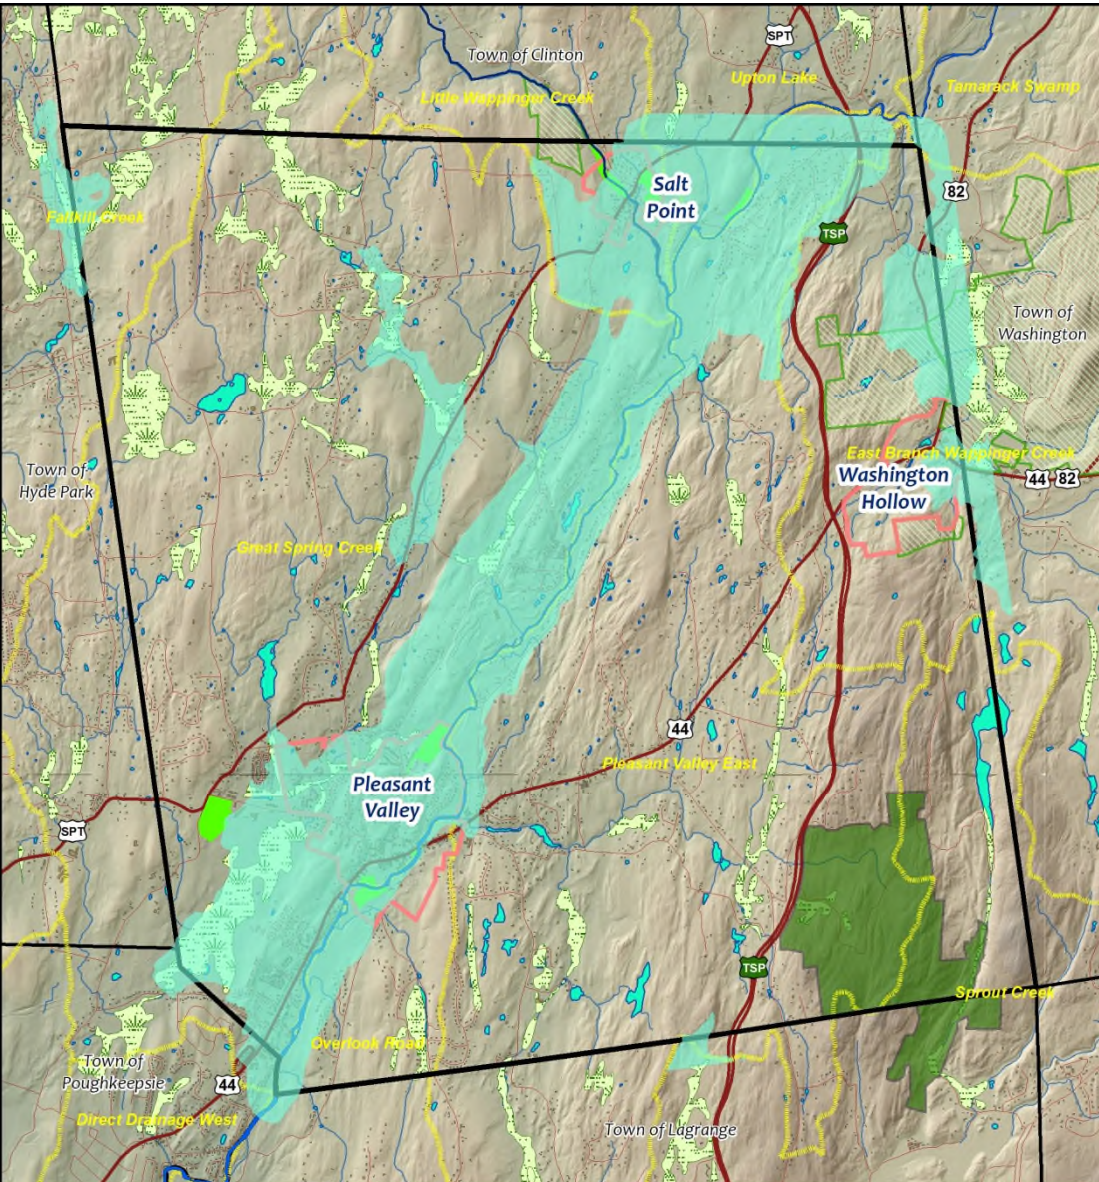 SPT
Town of Clinton
Upton Lake
Tamarack Swamp
Little Wappinger Creek
Salt
Point
82
Fallkill Creek
TSP
Town of
Washington
East Branch Wappinger Creek
Town of
Hyde Park
Washington
Hollow
44 82
Great Spring Creek
44
Pleasant Valley East
Pleasant
Valley
SPT
TSP
Sprout Creek
Overlook Road
Town of
Poughkeepsie
44
Direct Drainage West
Town of Lagrange